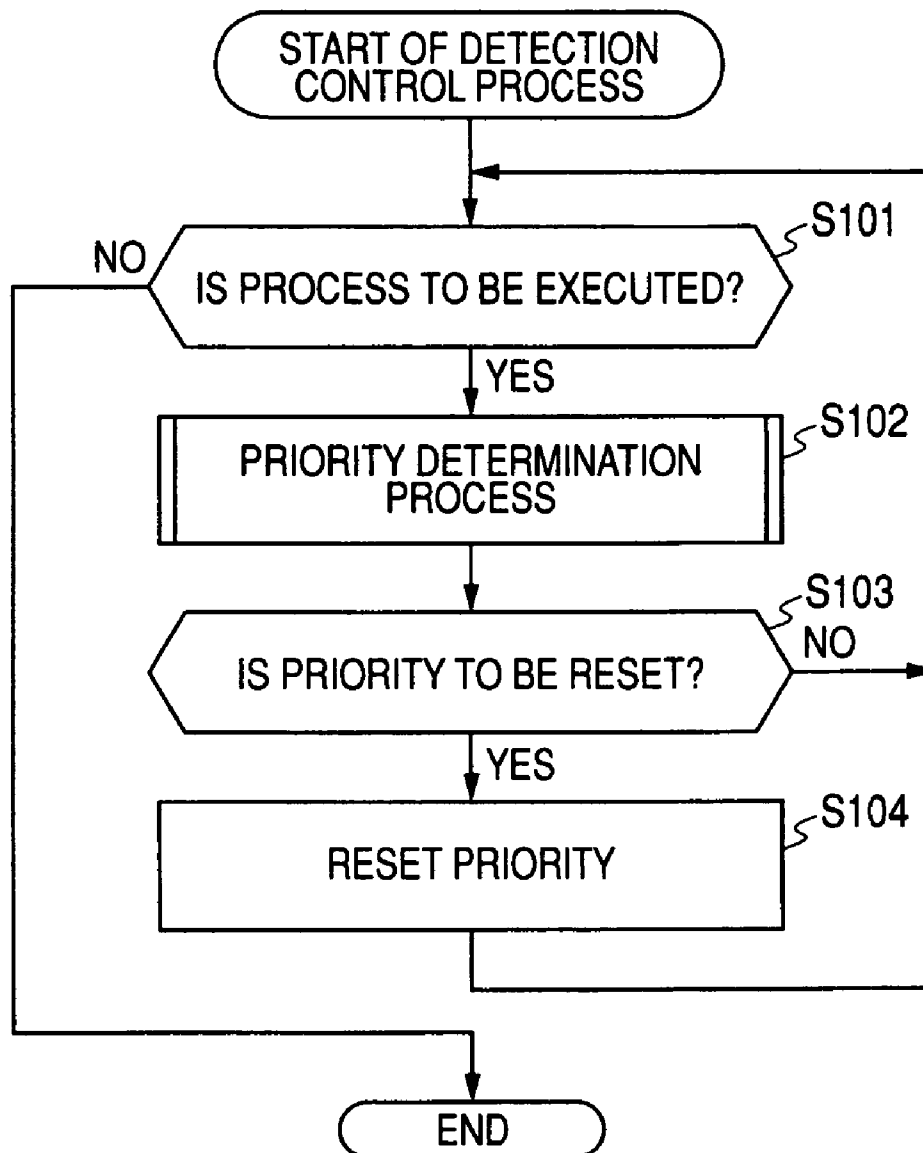 START OF DETECTION
CONTROL PROCESS
S101
NO
IS PROCESS TO BE EXECUTED?
YES
S102
PRIORITY DETERMINATION
PROCESS
S103
NO
IS PRIORITY TO BE RESET?
YES
S104
RESET PRIORITY
END